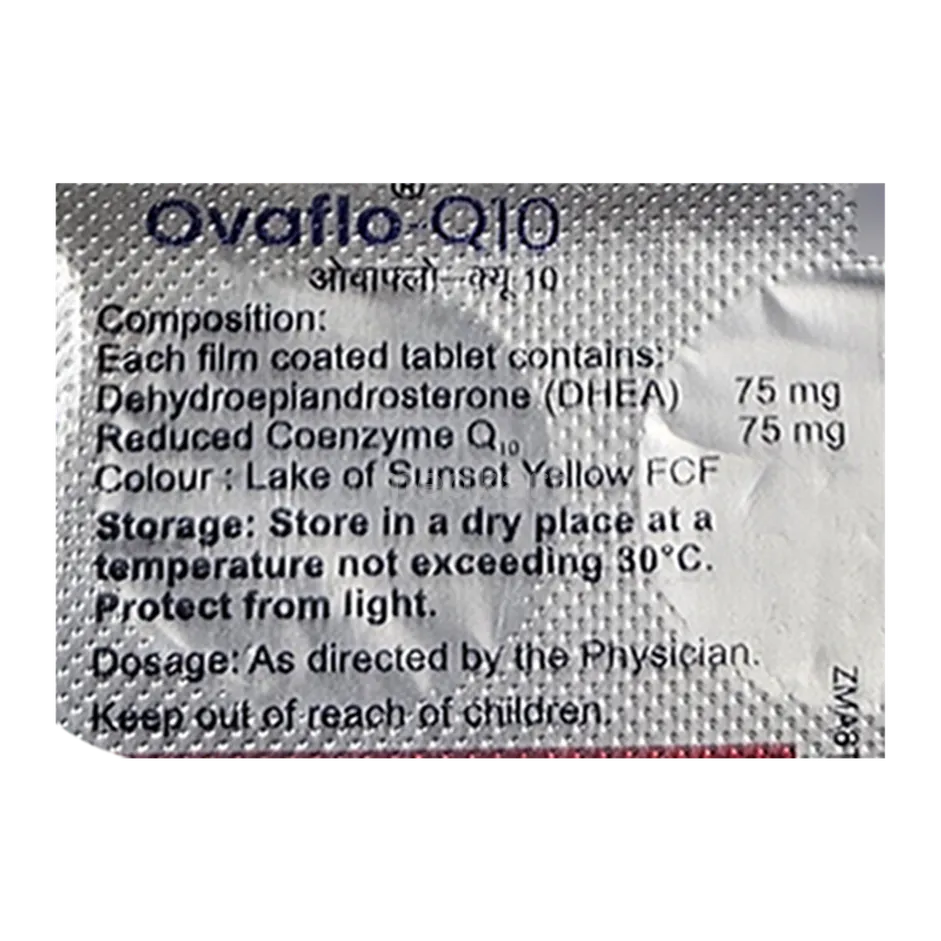 Ovaflo-Q10
ओवाफ्लो-क्यू 10
Composition:
Each film coated tablet contains:
Dehydroepiandrosterone (DHEA) 75 mg
Reduced Coenzyme Q₁₀ 75 mg
Colour : Lake of Sunset Yellow FCF
Storage: Store in a dry place at a
temperature not exceeding 30°C.
Protect from light.
Dosage: As directed by the Physician.
Keep out of reach of children.